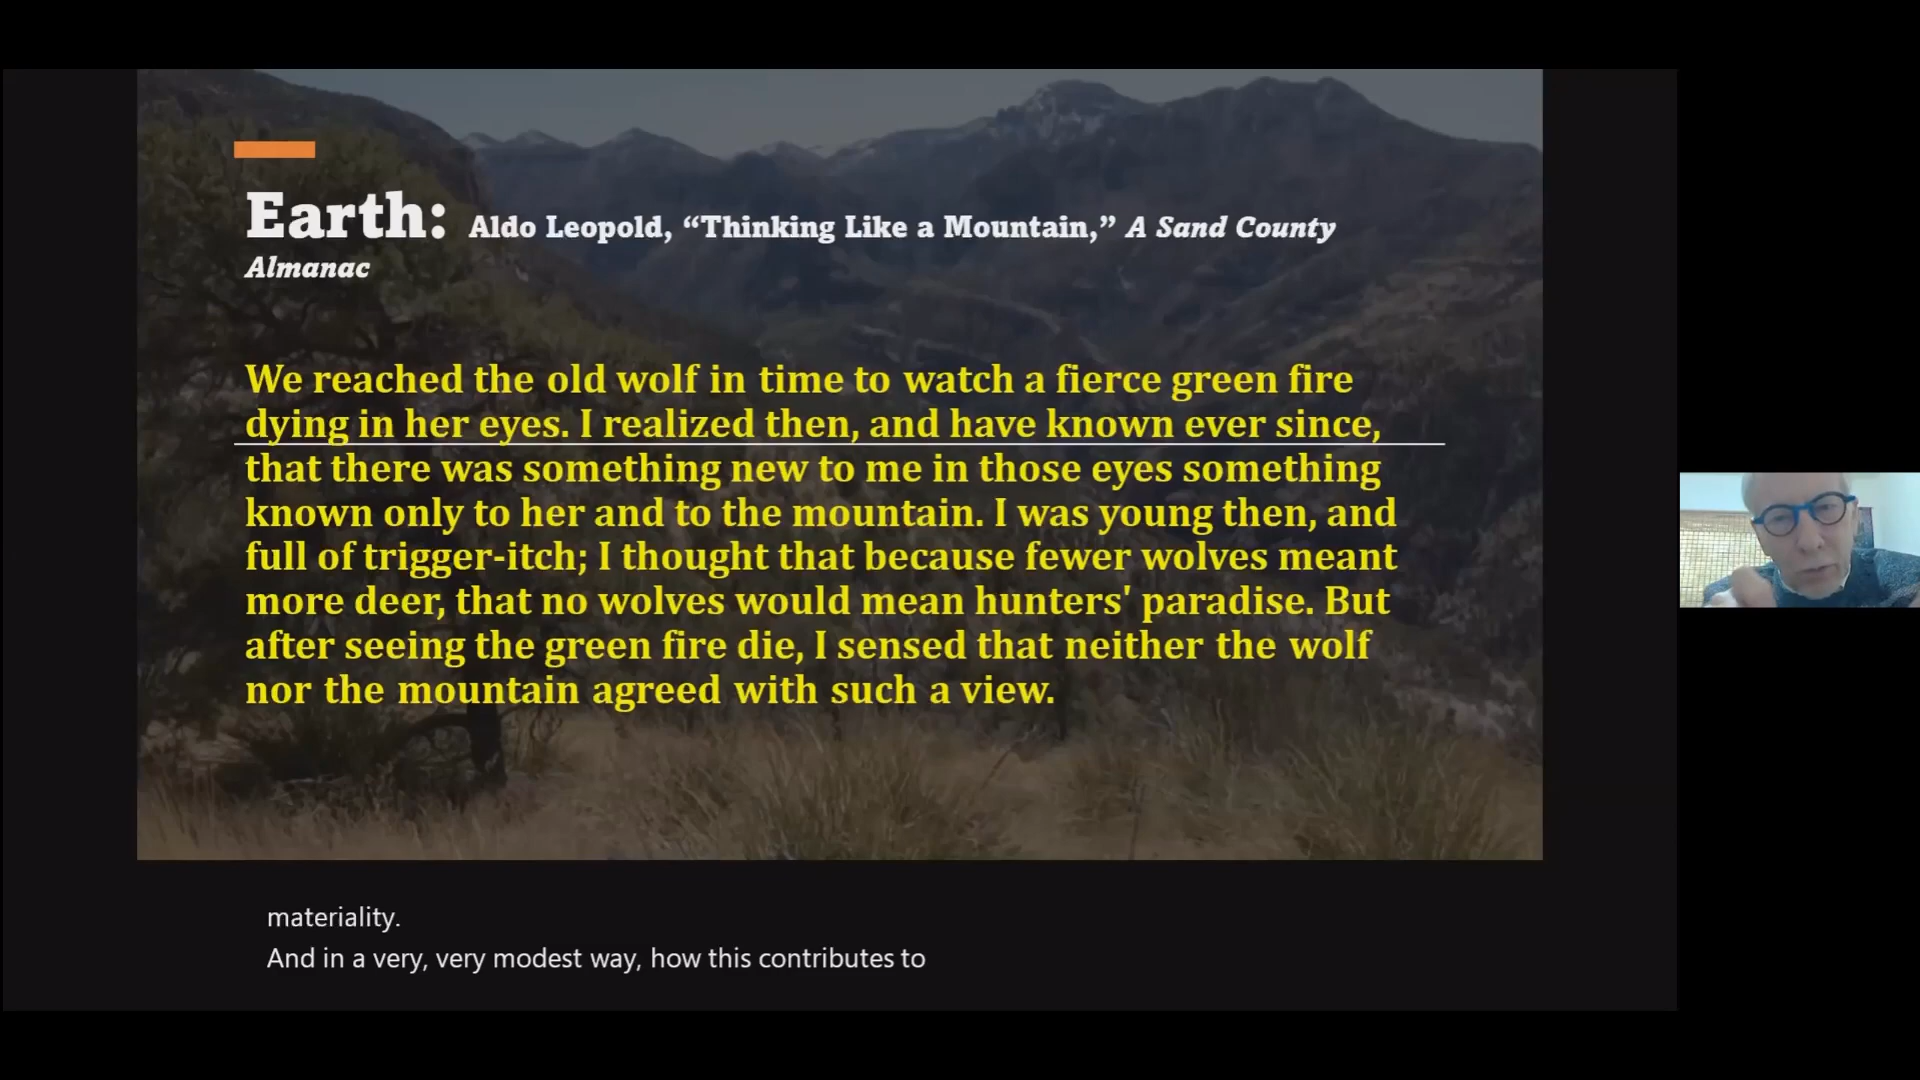 Earth: Aldo Leopold, “Thinking Like a Mountain,” A Sand County
Almanac
We reached the old wolf in time to watch a fierce green fire
dying in her eyes. I realized then, and have known ever since,
that there was something new to me in those eyes something
known only to her and to the mountain. I was young then, and
full of trigger-itch; I thought that because fewer wolves meant
more deer, that no wolves would mean hunters' paradise. But
after seeing the green fire die, I sensed that neither the wolf
nor the mountain agreed with such a view.
materiality.
And in a very, very modest way, how this contributes to